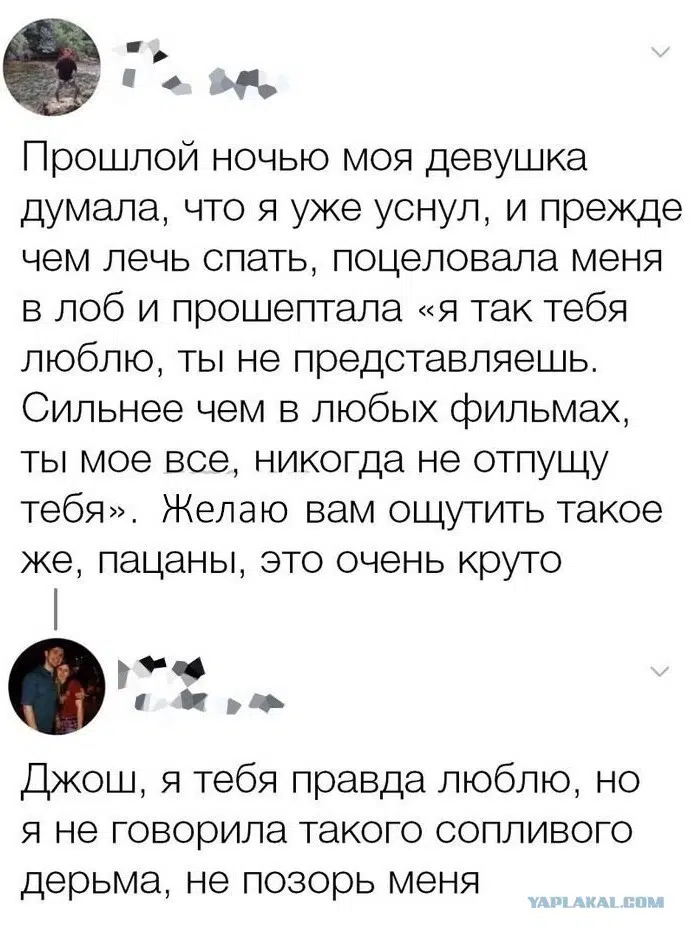 Прошлой ночью моя девушка
думала, что я уже уснул, и прежде
чем лечь спать, поцеловала меня
в лоб и прошептала «я так тебя
люблю, ты не представляешь.
Сильнее чем в любых фильмах,
ты мое все, никогда не отпущу
тебя». Желаю вам ощутить такое
же, пацаны, это очень круто
Джош, я тебя правда люблю, но
я не говорила такого сопливого
дерьма, не позорь меня
YAPLAKAL.COM